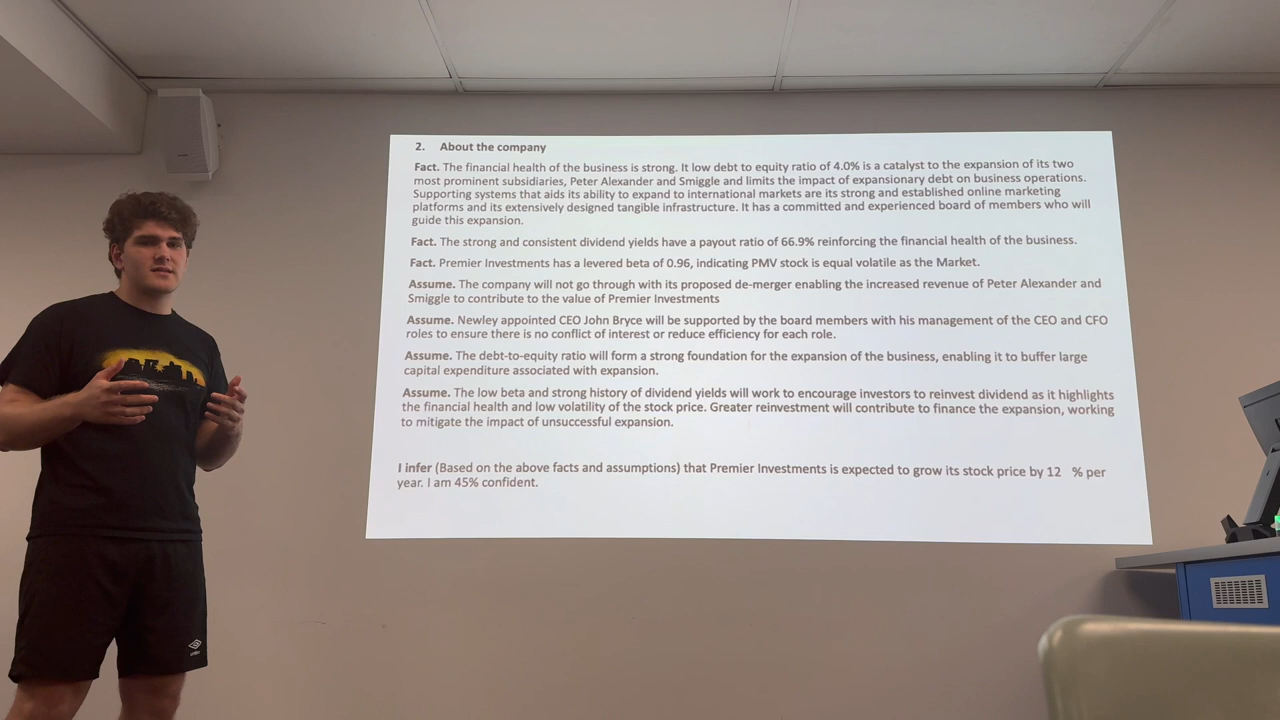 2. About the company
Fact. The financial health of the business is strong. It low debt to equity ratio of 4.0% is a catalyst to the expansion of its two
most prominent subsidiaries, Peter Alexander and Smiggle and limits the impact of expansionary debt on business operations.
Supporting systems that aids its ability to expand to international markets are its strong and established online marketing
platforms and its extensively designed tangible infrastructure. It has a committed and experienced board of members who will
guide this expansion.
Fact. The strong and consistent dividend yields have a payout ratio of 66.9% reinforcing the financial health of the business.
Fact. Premier Investments has a levered beta of 0.96, indicating PMV stock is equal volatile as the Market.
Assume. The company will not go through with its proposed de-merger enabling the increased revenue of Peter Alexander and
Smiggle to contribute to the value of Premier Investments
Assume. Newley appointed CEO John Bryce will be supported by the board members with his management of the CEO and CFO
roles to ensure there is no conflict of interest or reduce efficiency for each role.
Assume. The debt-to-equity ratio will form a strong foundation for the expansion of the business, enabling it to buffer large
capital expenditure associated with expansion.
Assume. The low beta and strong history of dividend yields will work to encourage investors to reinvest dividend as it highlights
the financial health and low volatility of the stock price. Greater reinvestment will contribute to finance the expansion, working
to mitigate the impact of unsuccessful expansion.
I infer (Based on the above facts and assumptions) that Premier Investments is expected to grow its stock price by 12 % per
year. I am 45% confident.
umbro